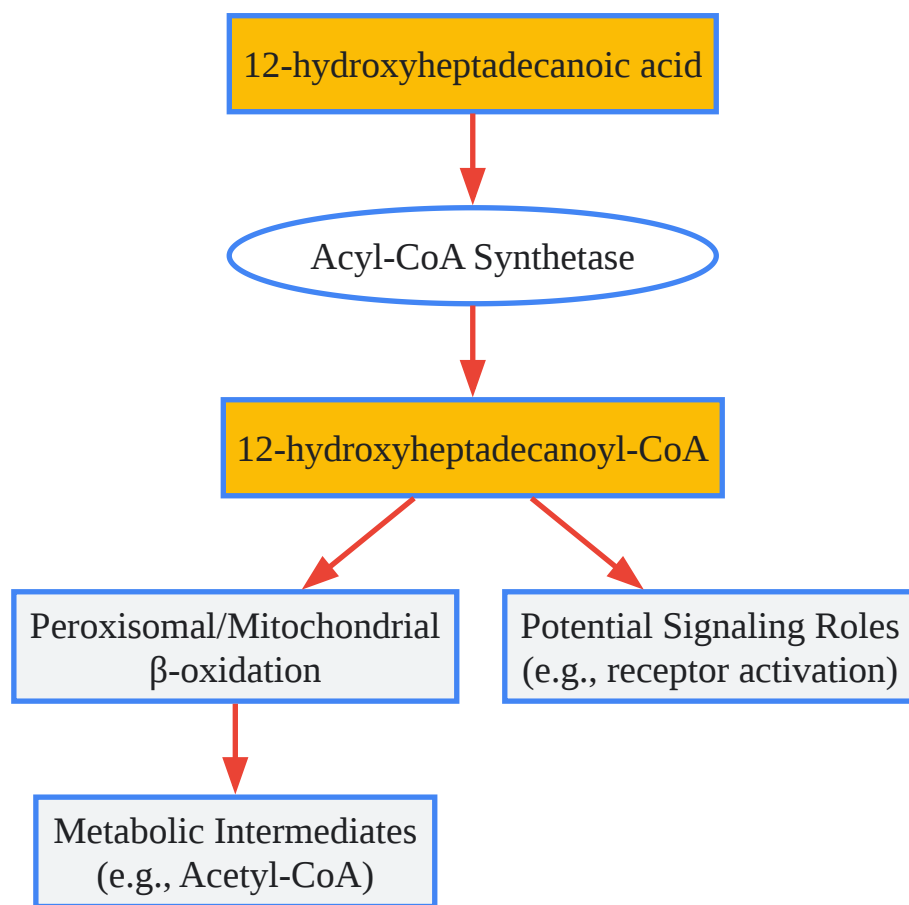 12-hydroxyheptadecanoic acid
Acyl-CoA Synthetase
12-hydroxyheptadecanoyl-CoA
Peroxisomal/Mitochondrial
β-oxidation
Potential Signaling Roles
(e.g., receptor activation)
Metabolic Intermediates
(e.g., Acetyl-CoA)